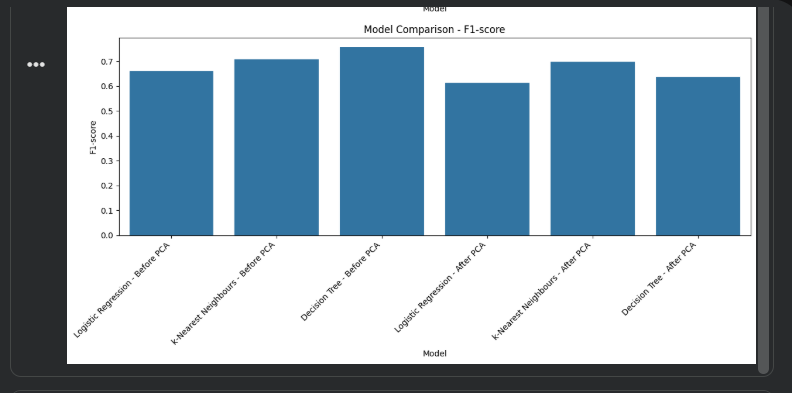 Model
Model Comparison - F1-score
F1-score
0.7
0.6
0.5
0.4
0.3
0.2
0.1
0.0
Logistic Regression - Before PCA
k-Nearest Neighbours - Before PCA
Decision Tree - Before PCA
Logistic Regression - After PCA
k-Nearest Neighbours - After PCA
Decision Tree - After PCA
Model